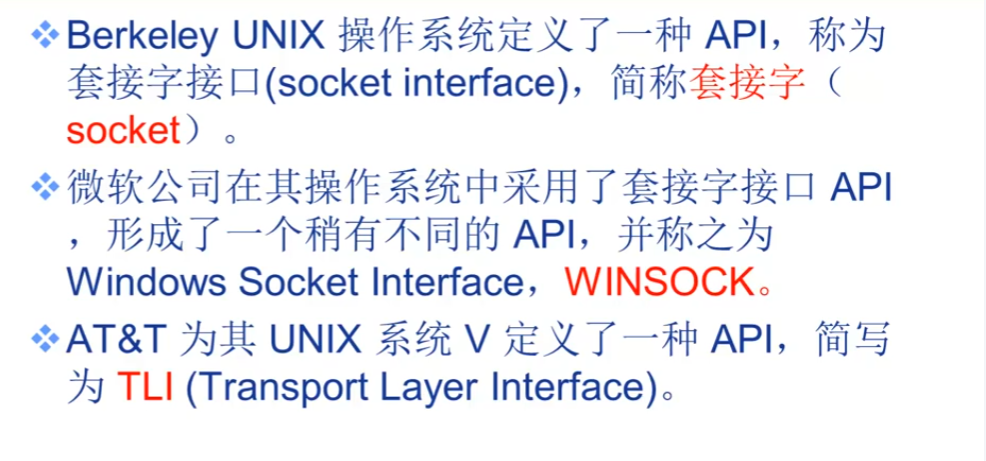 ❖Berkeley UNIX 操作系统定义了一种 API，称为
套接字接口(socket interface)，简称套接字（
socket）。
❖微软公司在其操作系统中采用了套接字接口 API
，形成了一个稍有不同的 API，并称之为
Windows Socket Interface，WINSOCK。
❖AT&T 为其 UNIX 系统 V 定义了一种 API，简写
为 TLI (Transport Layer Interface)。